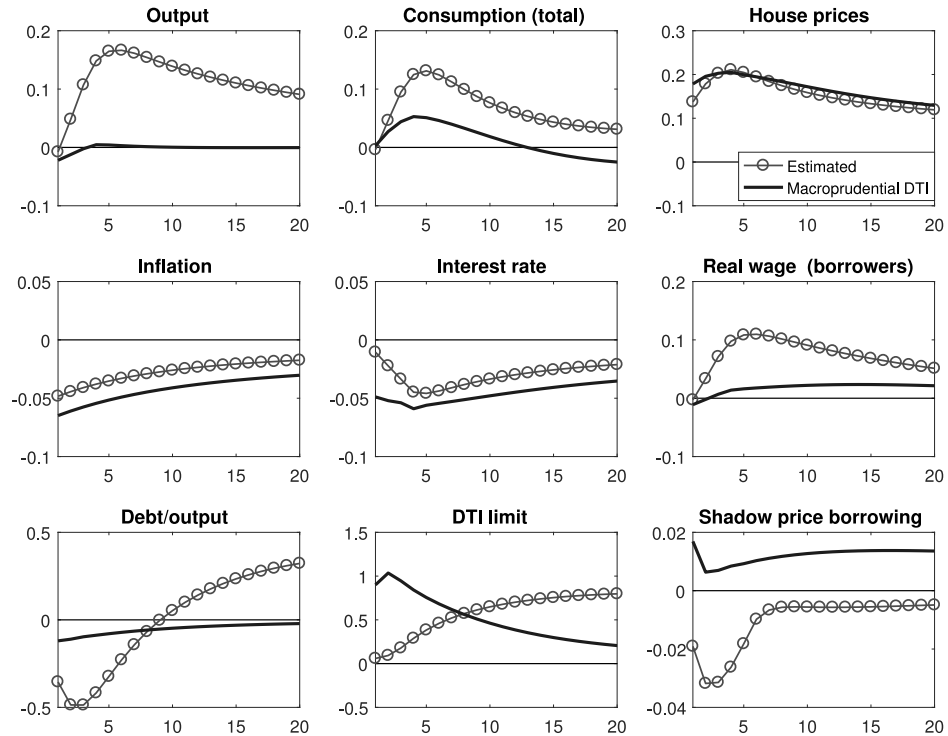 Output
Consumption (total)
House prices
0.2
0.1
0
-0.1
5 10 15 20
0.2
0.1
0
-0.1
5 10 15 20
0.3
0.2
0.1
0
-0.1
5 10 15 20
Estimated
Macroprudential DTI
Inflation
Interest rate
Real wage (borrowers)
0.05
0
-0.05
-0.1
5 10 15 20
0.05
0
-0.05
-0.1
5 10 15 20
0.2
0.1
0
-0.1
5 10 15 20
Debt/output
DTI limit
Shadow price borrowing
0.5
0
-0.5
5 10 15 20
1.5
1
0.5
0
-0.5
5 10 15 20
0.02
0
-0.02
-0.04
5 10 15 20